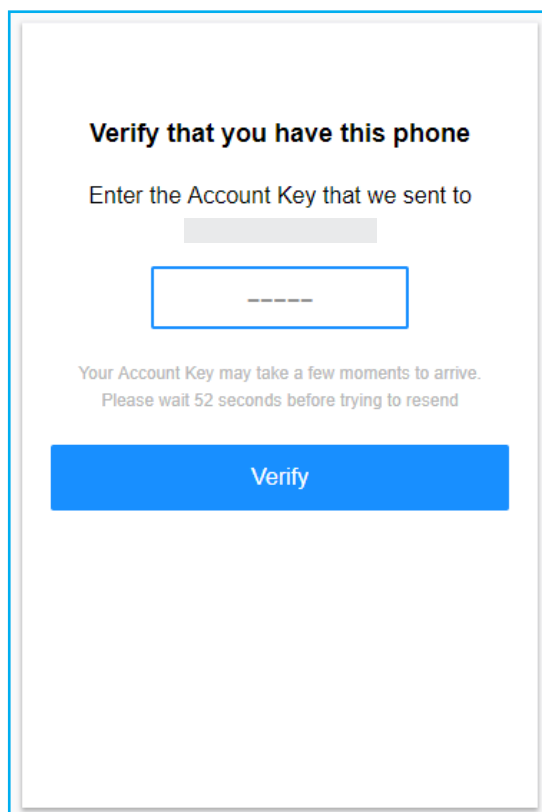 Verify that you have this phone
Enter the Account Key that we sent to
–––––
Your Account Key may take a few moments to arrive.
Please wait 52 seconds before trying to resend
Verify